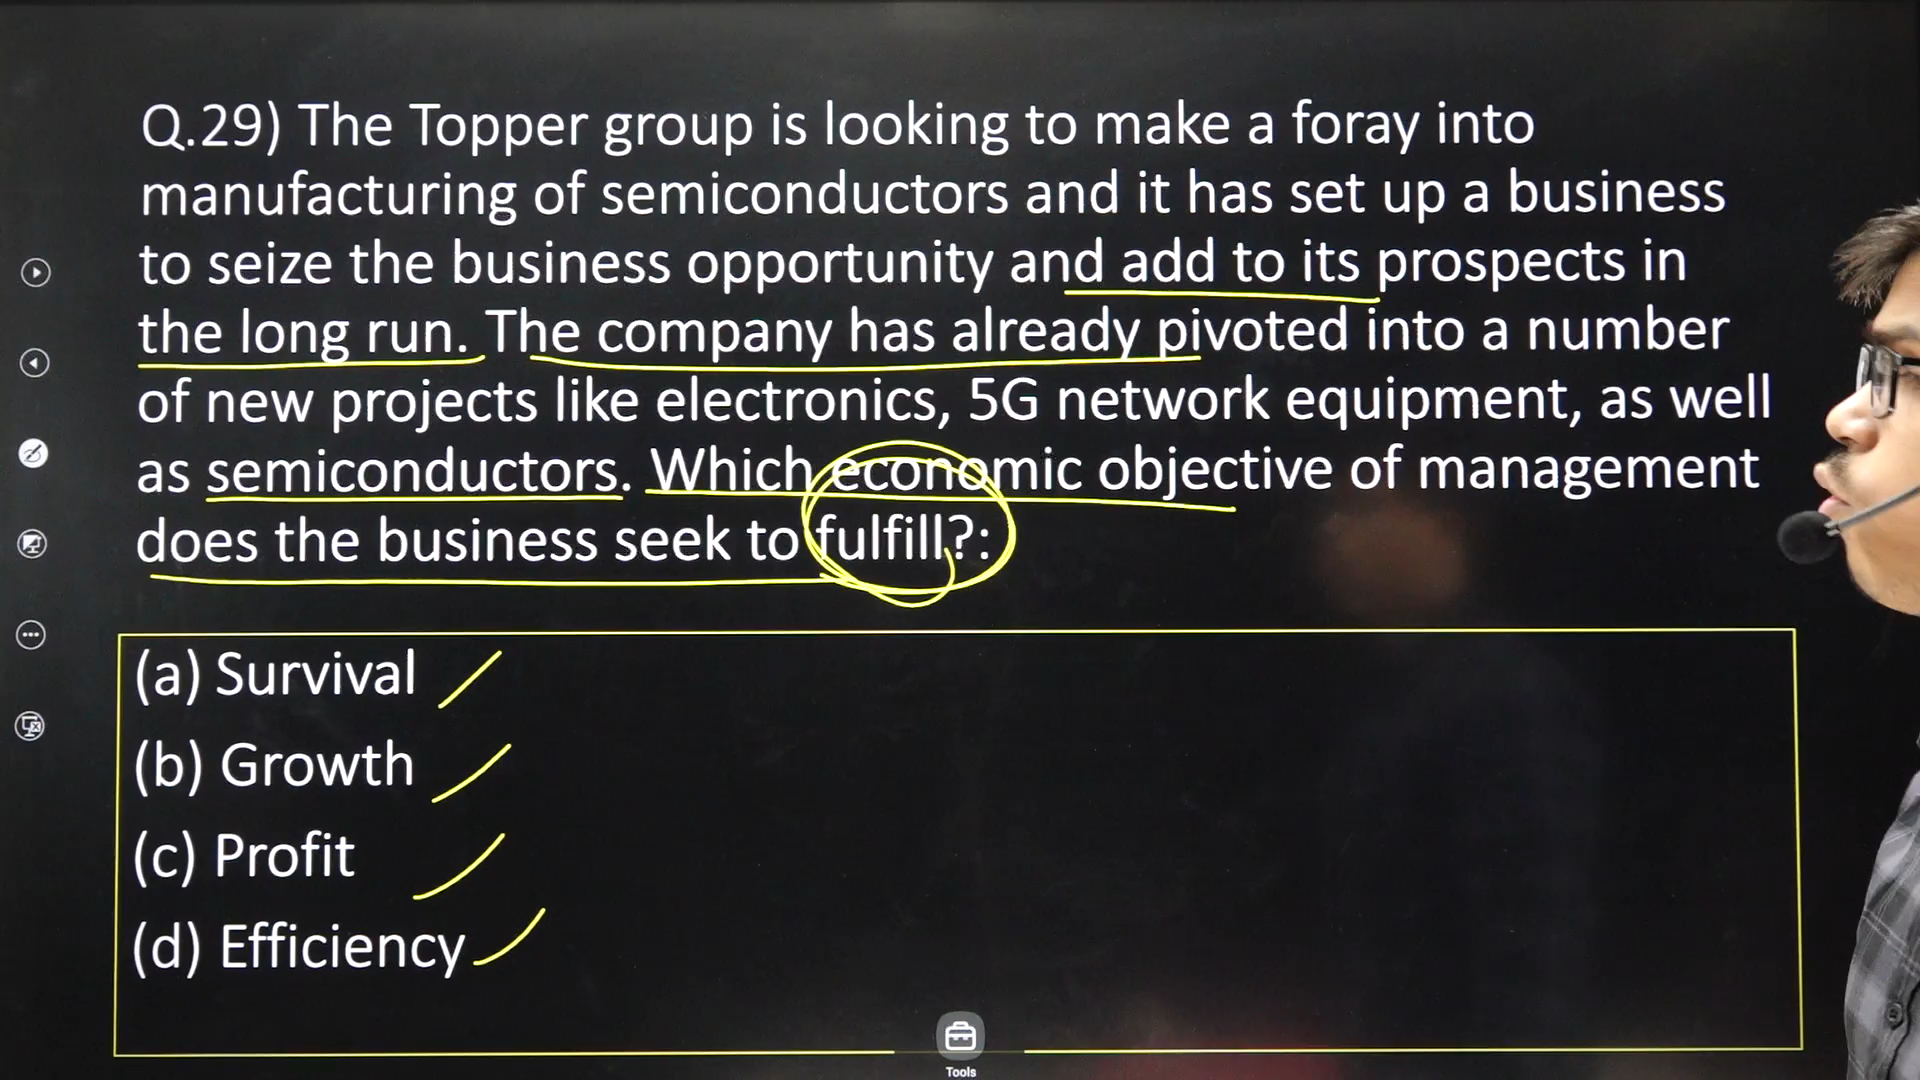 Q.29) The Topper group is looking to make a foray into
manufacturing of semiconductors and it has set up a business
to seize the business opportunity and add to its prospects in
the long run. The company has already pivoted into a number
of new projects like electronics, 5G network equipment, as well
as semiconductors. Which economic objective of management
does the business seek to fulfill?:
(a) Survival
(b) Growth
(c) Profit
(d) Efficiency
Tools